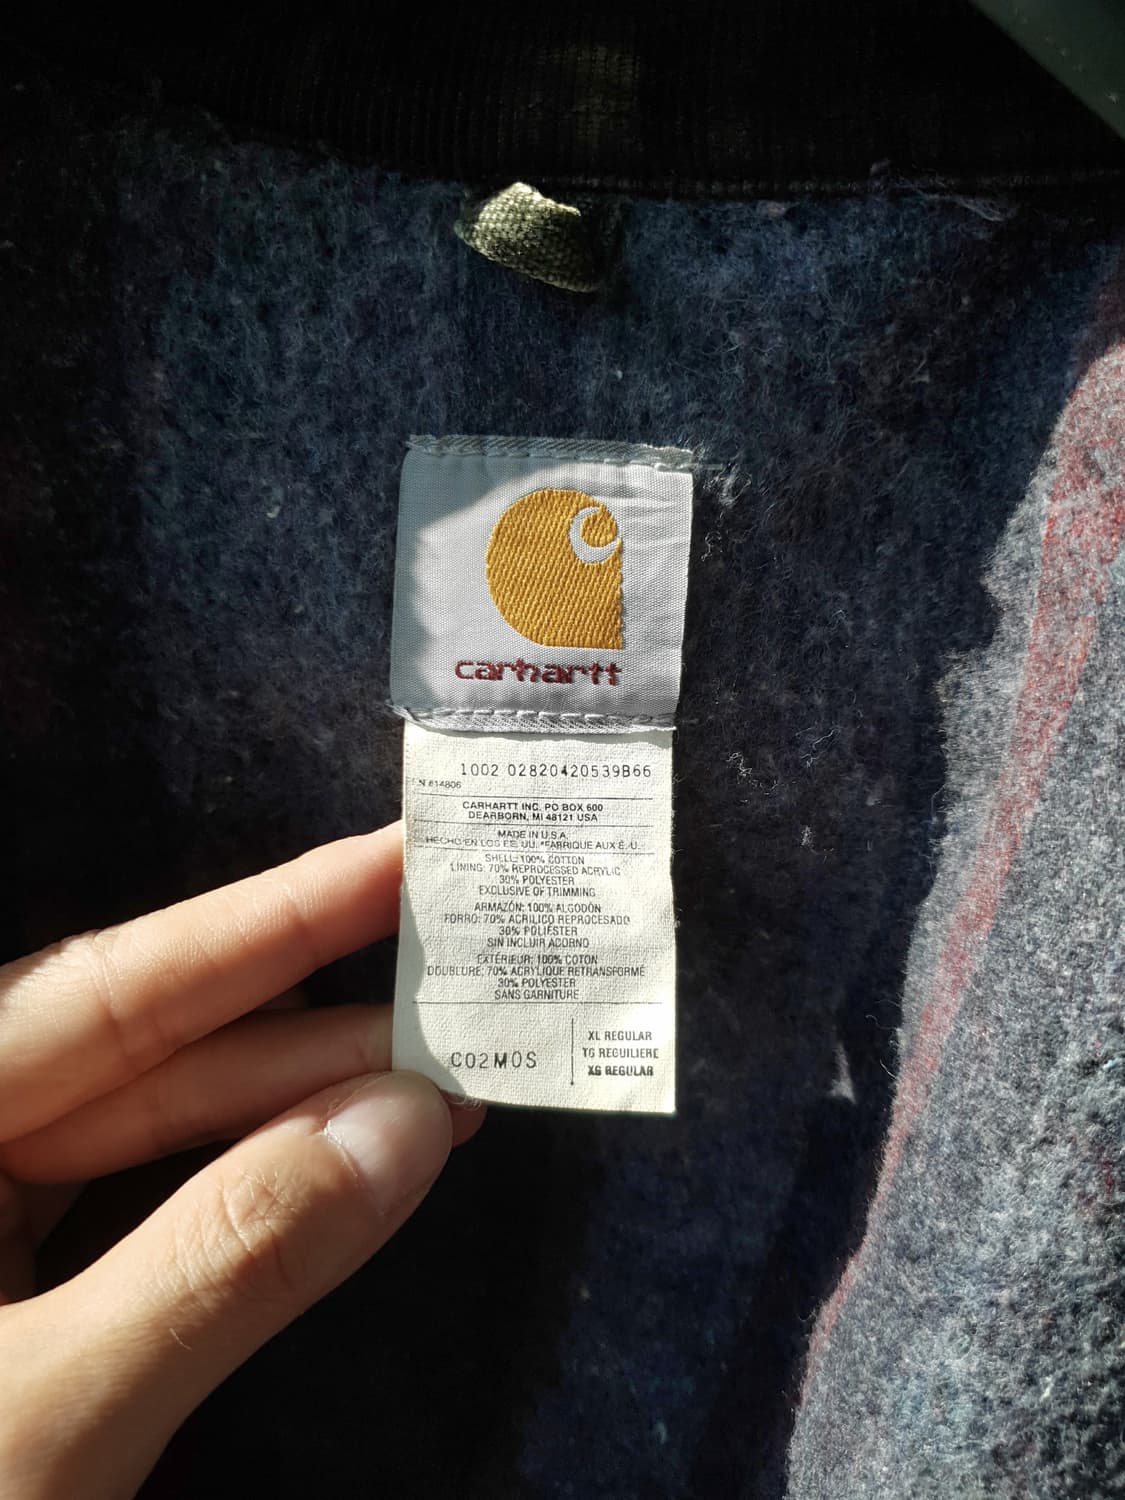 carhartt
1002 02820420539B66
N #14806
CARHARTT INC. PO BOX 600
DEARBORN, MI 48121 USA
MADE IN U.S.A.
HECHO EN LOS EE. UU. *FABRIQUE AUX É. U.
SHELL: 100% COTTON
LINING: 70% REPROCESSED ACRYLIC
30% POLYESTER
EXCLUSIVE OF TRIMMING
ARMAZÓN: 100% ALGODÓN
FORRO: 70% ACRILICO REPROCESADO
30% POLIÉSTER
SIN INCLUIR ADORNO
EXTÉRIEUR: 100% COTON
DOUBLURE: 70% ACRYLIQUE RETRANSFORMÉ
30% POLYESTER
SANS GARNITURE
C02MOS
XL REGULAR
TG REGUILIERE
XG REGULAR